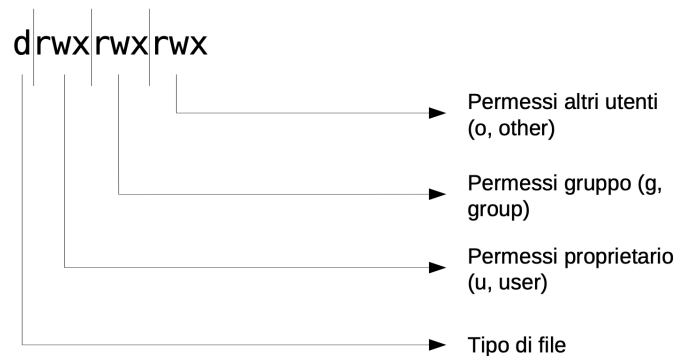 drwxrwxrwx
Permessi altri utenti
(o, other)
Permessi gruppo (g,
group)
Permessi proprietario
(u, user)
Tipo di file